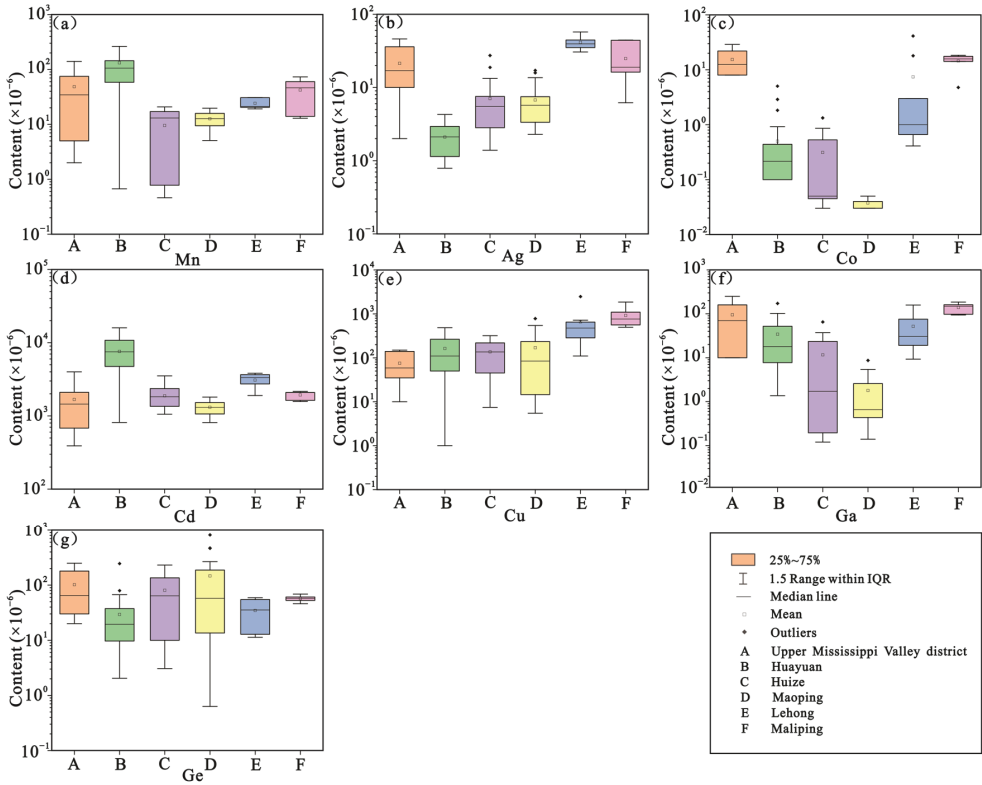 (a)
Content (×10⁻⁶)
10³
10²
10¹
10⁰
10⁻¹
A B C D E F
Mn
(b)
Content (×10⁻⁶)
10²
10¹
10⁰
10⁻¹
A B C D E F
Ag
(c)
Content (×10⁻⁶)
10²
10¹
10⁰
10⁻¹
10⁻²
A B C D E F
Co
(d)
Content (×10⁻⁶)
10⁵
10⁴
10³
10²
A B C D E F
Cd
(e)
Content (×10⁻⁶)
10⁴
10³
10²
10¹
10⁰
10⁻¹
A B C D E F
Cu
(f)
Content (×10⁻⁶)
10³
10²
10¹
10⁰
10⁻¹
10⁻²
A B C D E F
Ga
(g)
Content (×10⁻⁶)
10³
10²
10¹
10⁰
10⁻¹
A B C D E F
Ge
25%~75%
1.5 Range within IQR
Median line
Mean
Outliers
A Upper Mississippi Valley district
B Huayuan
C Huize
D Maoping
E Lehong
F Maliping